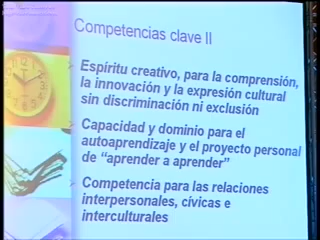 Competencias clave II
Espíritu creativo, para la comprensión,
la innovación y la expresión cultural
sin discriminación ni exclusión
Capacidad y dominio para el
autoaprendizaje y el proyecto personal
de “aprender a aprender”
Competencia para las relaciones
interpersonales, cívicas e
interculturales